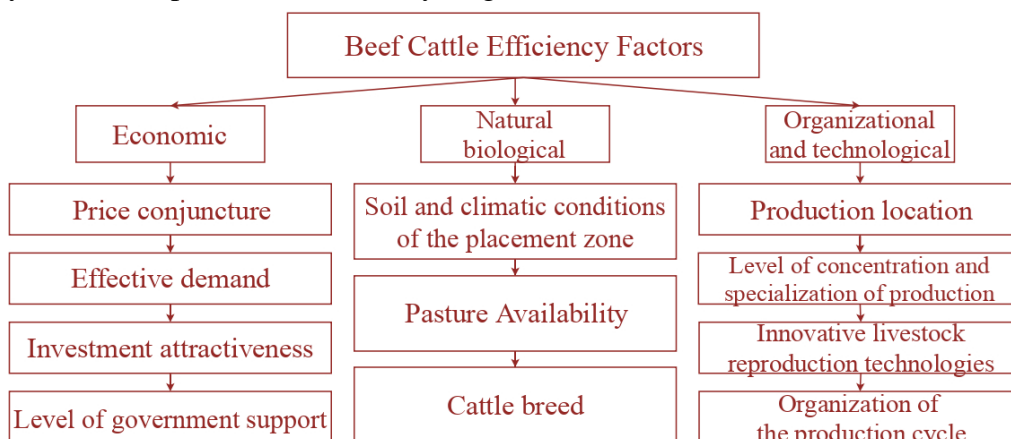 Beef Cattle Efficiency Factors
Economic
Natural
biological
Organizational
and technological
Price conjuncture
Soil and climatic conditions
of the placement zone
Production location
Effective demand
Pasture Availability
Level of concentration and
specialization of production
Investment attractiveness
Innovative livestock
reproduction technologies
Level of government support
Cattle breed
Organization of
the production cycle